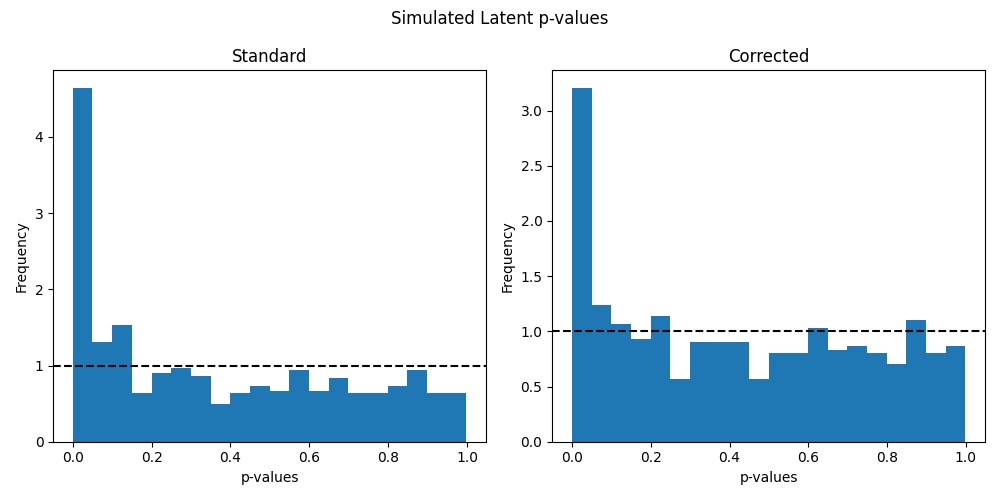 Simulated Latent p-values
Standard
Frequency
4
3
2
1
0
0.0 0.2 0.4 0.6 0.8 1.0
p-values
Corrected
Frequency
3.0
2.5
2.0
1.5
1.0
0.5
0.0
0.0 0.2 0.4 0.6 0.8 1.0
p-values